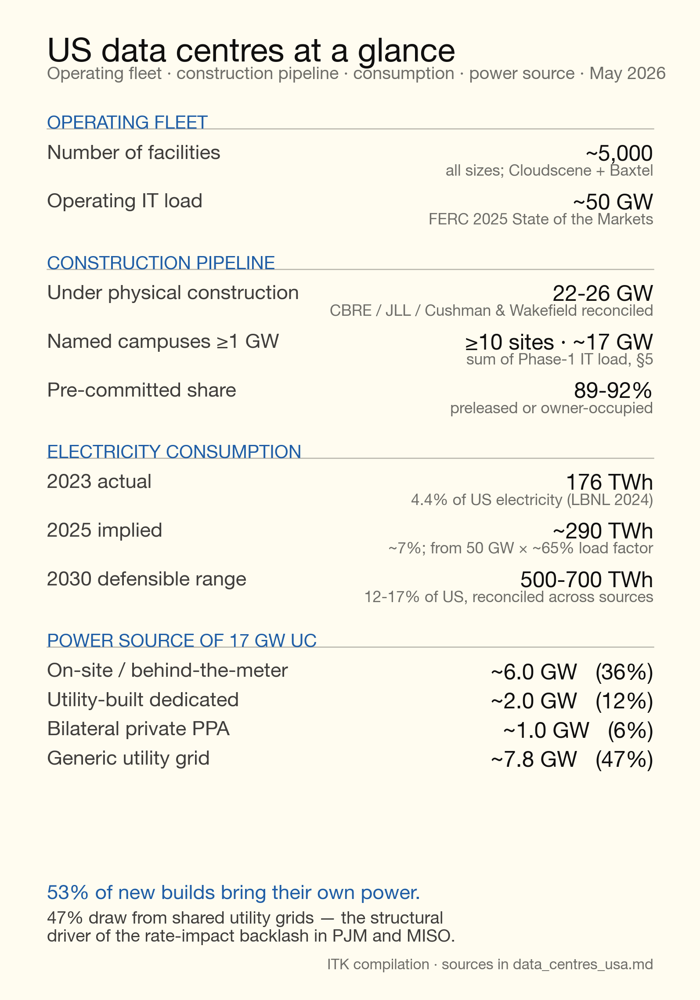 US data centres at a glance
Operating fleet · construction pipeline · consumption · power source · May 2026
OPERATING FLEET
Number of facilities ~5,000
all sizes; Cloudscene + Baxtel
Operating IT load ~50 GW
FERC 2025 State of the Markets
CONSTRUCTION PIPELINE
Under physical construction 22-26 GW
CBRE / JLL / Cushman & Wakefield reconciled
Named campuses ≥1 GW ≥10 sites · ~17 GW
sum of Phase-1 IT load, §5
Pre-committed share 89-92%
preleased or owner-occupied
ELECTRICITY CONSUMPTION
2023 actual 176 TWh
4.4% of US electricity (LBNL 2024)
2025 implied ~290 TWh
~7%; from 50 GW × ~65% load factor
2030 defensible range 500-700 TWh
12-17% of US, reconciled across sources
POWER SOURCE OF 17 GW UC
On-site / behind-the-meter ~6.0 GW (36%)
Utility-built dedicated ~2.0 GW (12%)
Bilateral private PPA ~1.0 GW (6%)
Generic utility grid ~7.8 GW (47%)
53% of new builds bring their own power.
47% draw from shared utility grids — the structural
driver of the rate-impact backlash in PJM and MISO.
ITK compilation · sources in data_centres_usa.md